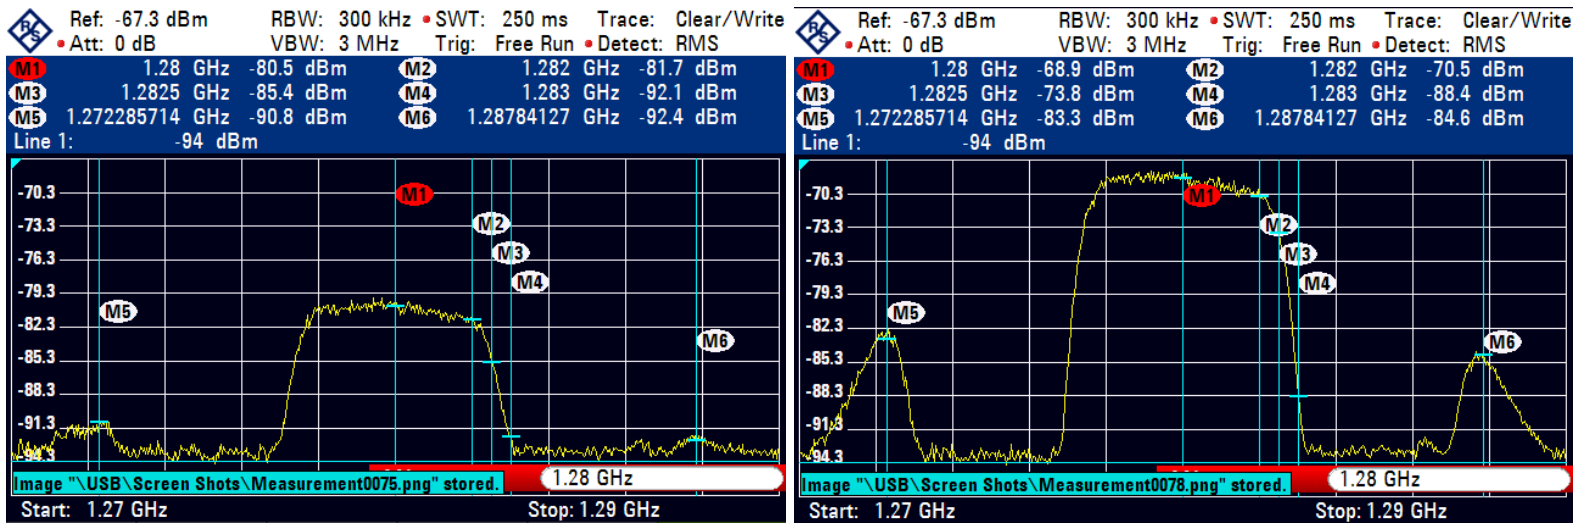 Ref: -67.3 dBm RBW: 300 kHz SWT: 250 ms Trace: Clear/Write
Att: 0 dB VBW: 3 MHz Trig: Free Run Detect: RMS
M1 1.28 GHz -80.5 dBm M2 1.282 GHz -81.7 dBm
M3 1.2825 GHz -85.4 dBm M4 1.283 GHz -92.1 dBm
M5 1.272285714 GHz -90.8 dBm M6 1.28784127 GHz -92.4 dBm
Line 1: -94 dBm
M1
-70.3
M2
-73.3
M3
-76.3
M4
-79.3
M5
-82.3
M6
-85.3
-88.3
-91.3
-94.3
1.28 GHz
Image "\USB\Screen Shots\Measurement0075.png" stored.
Start: 1.27 GHz Stop: 1.29 GHz
Ref: -67.3 dBm RBW: 300 kHz SWT: 250 ms Trace: Clear/Write
Att: 0 dB VBW: 3 MHz Trig: Free Run Detect: RMS
M1 1.28 GHz -68.9 dBm M2 1.282 GHz -70.5 dBm
M3 1.2825 GHz -73.8 dBm M4 1.283 GHz -88.4 dBm
M5 1.272285714 GHz -83.3 dBm M6 1.28784127 GHz -84.6 dBm
Line 1: -94 dBm
-70.3
M1
M2
-73.3
M3
-76.3
M4
-79.3
M5
-82.3
M6
-85.3
-88.3
-91.3
-94.3
1.28 GHz
Image "\USB\Screen Shots\Measurement0078.png" stored.
Start: 1.27 GHz Stop: 1.29 GHz